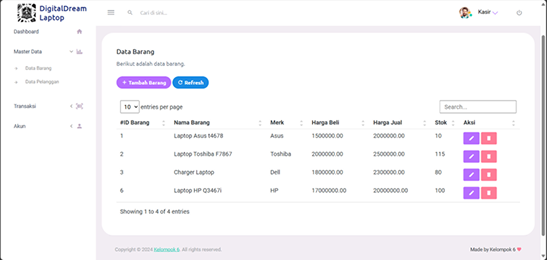 DigitalDream
Laptop
Cari di sini...
Kasir
Dashboard
Master Data
Data Barang
Data Pelanggan
Transaksi
Akun
Data Barang
Berikut adalah data barang.
+ Tambah Barang
Refresh
10 entries per page
Search...
#ID Barang Nama Barang Merk Harga Beli Harga Jual Stok Aksi
1 Laptop Asus t4678 Asus 1500000.00 2000000.00 10
2 Laptop Toshiba F7867 Toshiba 2000000.00 2500000.00 115
3 Charger Laptop Dell 1800000.00 2300000.00 80
6 Laptop HP Q3467i HP 17000000.00 20000000.00 100
Showing 1 to 4 of 4 entries
Copyright © 2024 Kelompok 6. All rights reserved.
Made by Kelompok 6